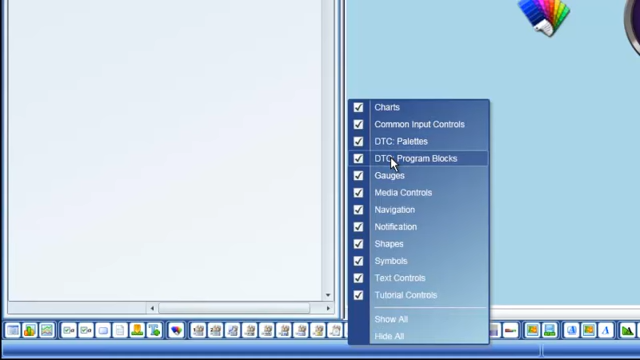 Charts
Common Input Controls
DTC: Palettes
DTC: Program Blocks
Gauges
Media Controls
Navigation
Notification
Shapes
Symbols
Text Controls
Tutorial Controls
Show All
Hide All